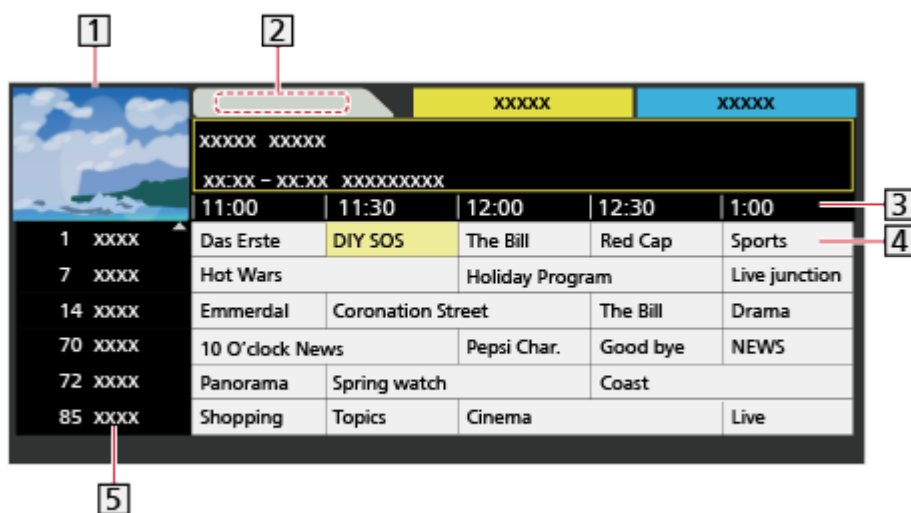 1 2
xxxxx xxxxx
xxxxx xxxxx
xx:xx – xx:xx xxxxxxxxx
11:00 11:30 12:00 12:30 1:00 3
1 xxxx Das Erste DIY SOS The Bill Red Cap Sports 4
7 xxxx Hot Wars Holiday Program Live junction
14 xxxx Emmerdal Coronation Street The Bill Drama
70 xxxx 10 O'clock News Pepsi Char. Good bye NEWS
72 xxxx Panorama Spring watch Coast
85 xxxx Shopping Topics Cinema Live
5